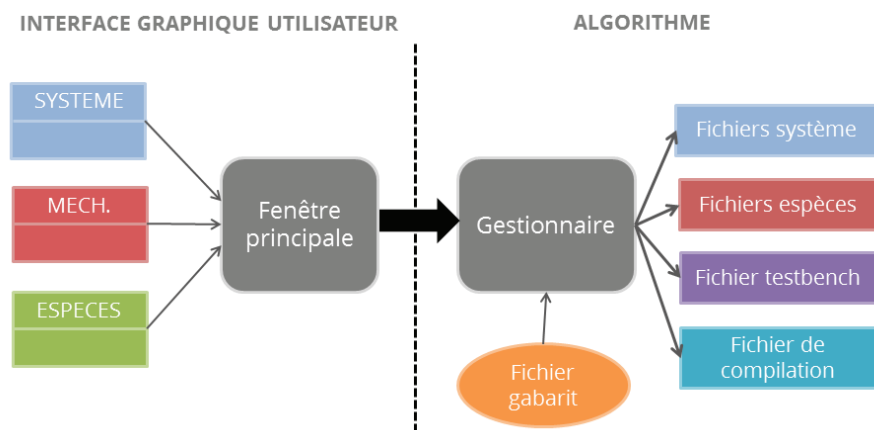 INTERFACE GRAPHIQUE UTILISATEUR
ALGORITHME
SYSTEME
MECH.
ESPECES
Fenêtre
principale
Gestionnaire
Fichier
gabarit
Fichiers système
Fichiers espèces
Fichier testbench
Fichier de
compilation